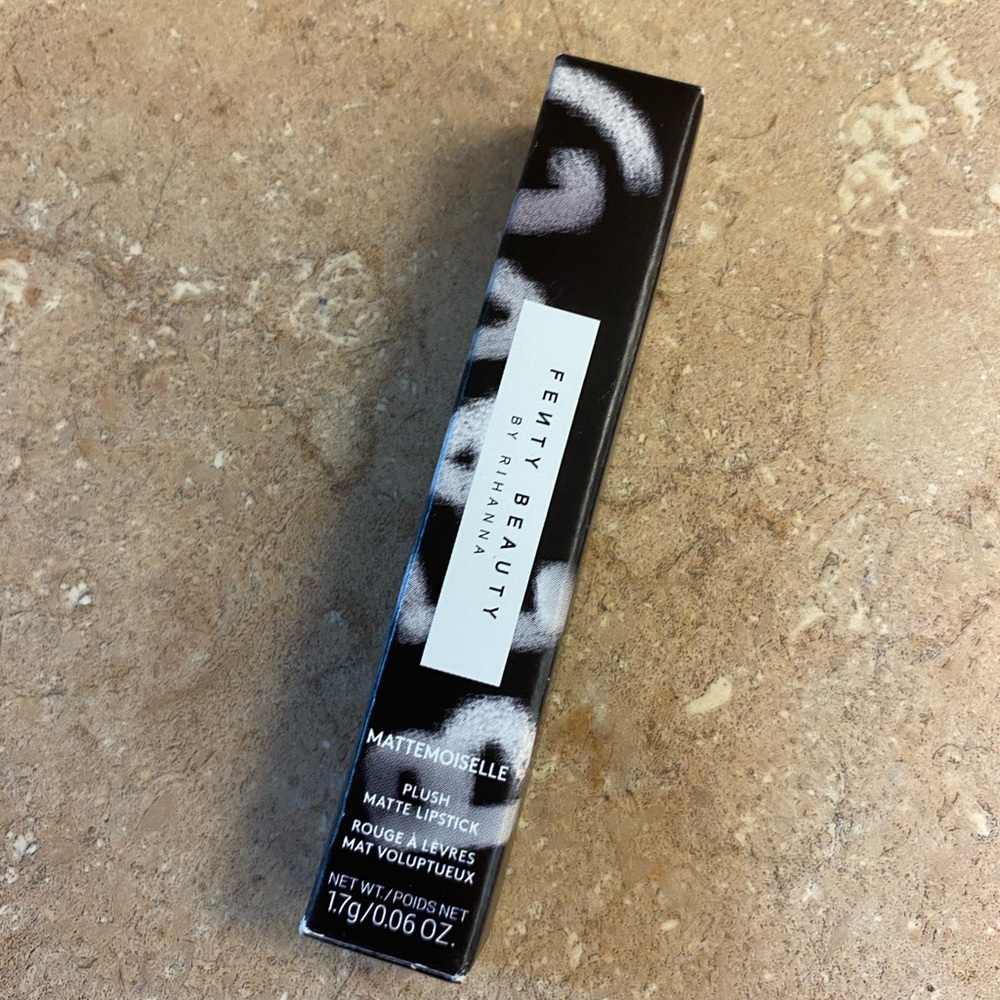 FEИTY BEAUTY
BY RIHANNA
MATTEMOISELLE
PLUSH
MATTE LIPSTICK
ROUGE À LÈVRES
MAT VOLUPTUEUX
NET WT./POIDS NET
1.7g/0.06 OZ.